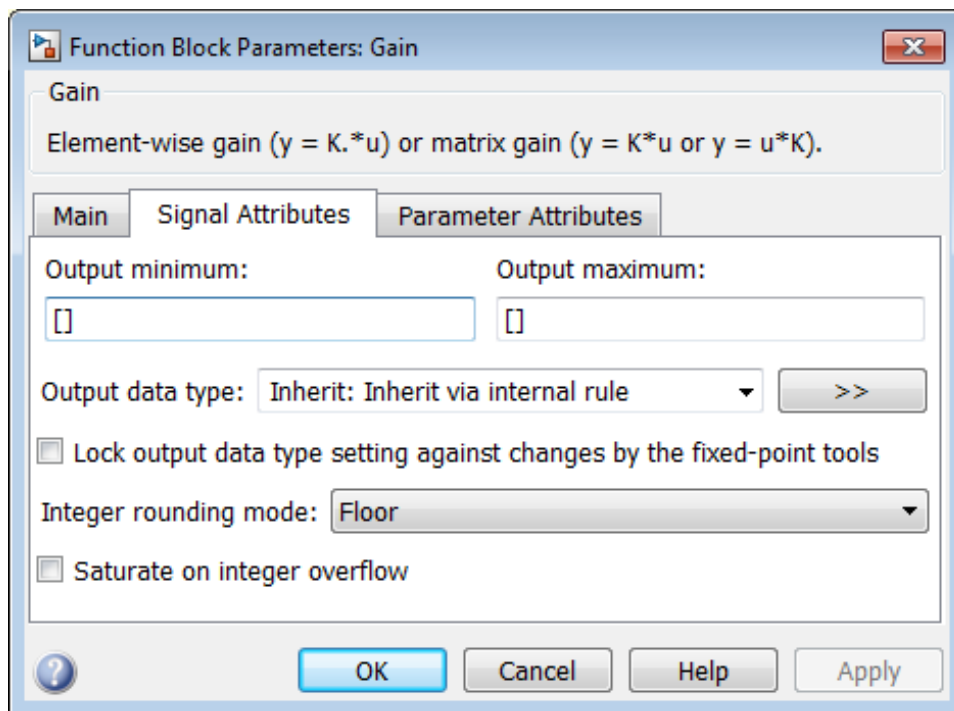 Function Block Parameters: Gain
Gain
Element-wise gain (y = K.*u) or matrix gain (y = K*u or y = u*K).
Main Signal Attributes Parameter Attributes
Output minimum: Output maximum:
[] []
Output data type: Inherit: Inherit via internal rule >>
Lock output data type setting against changes by the fixed-point tools
Integer rounding mode: Floor
Saturate on integer overflow
? OK Cancel Help Apply